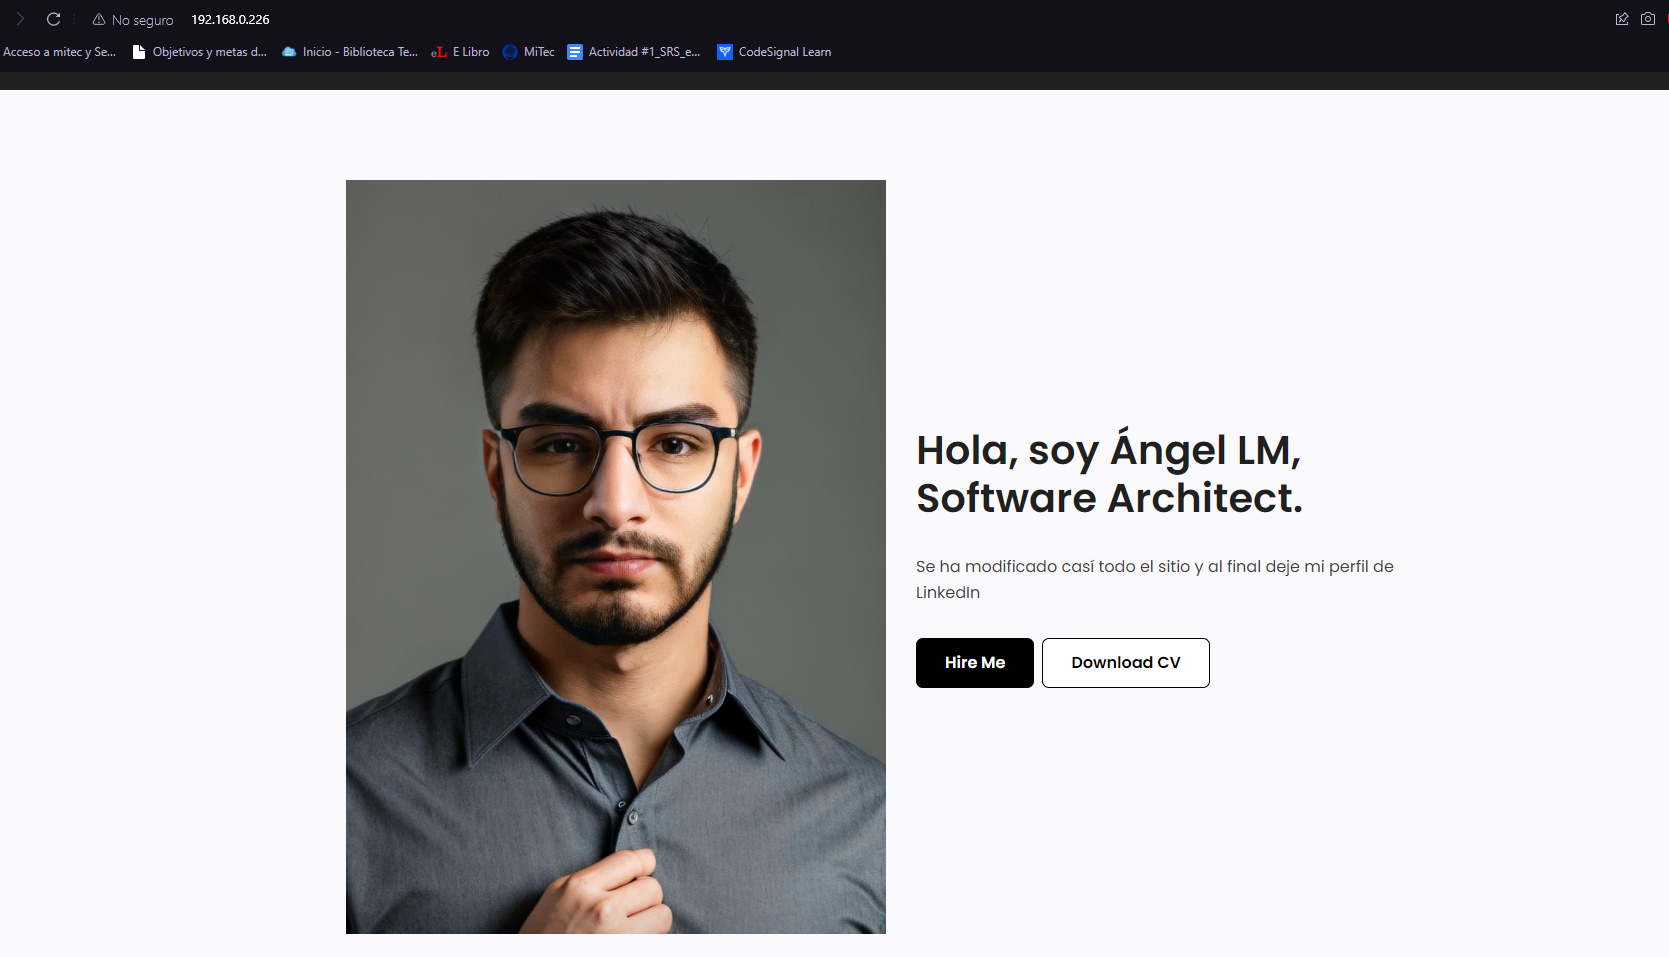 No seguro 192.168.0.226
Acceso a mitec y Se... Objetivos y metas d... Inicio - Biblioteca Te... eL E Libro MiTec Actividad #1_SRS_e... CodeSignal Learn
Hola, soy Ángel LM,
Software Architect.
Se ha modificado casí todo el sitio y al final deje mi perfil de
LinkedIn
Hire Me Download CV